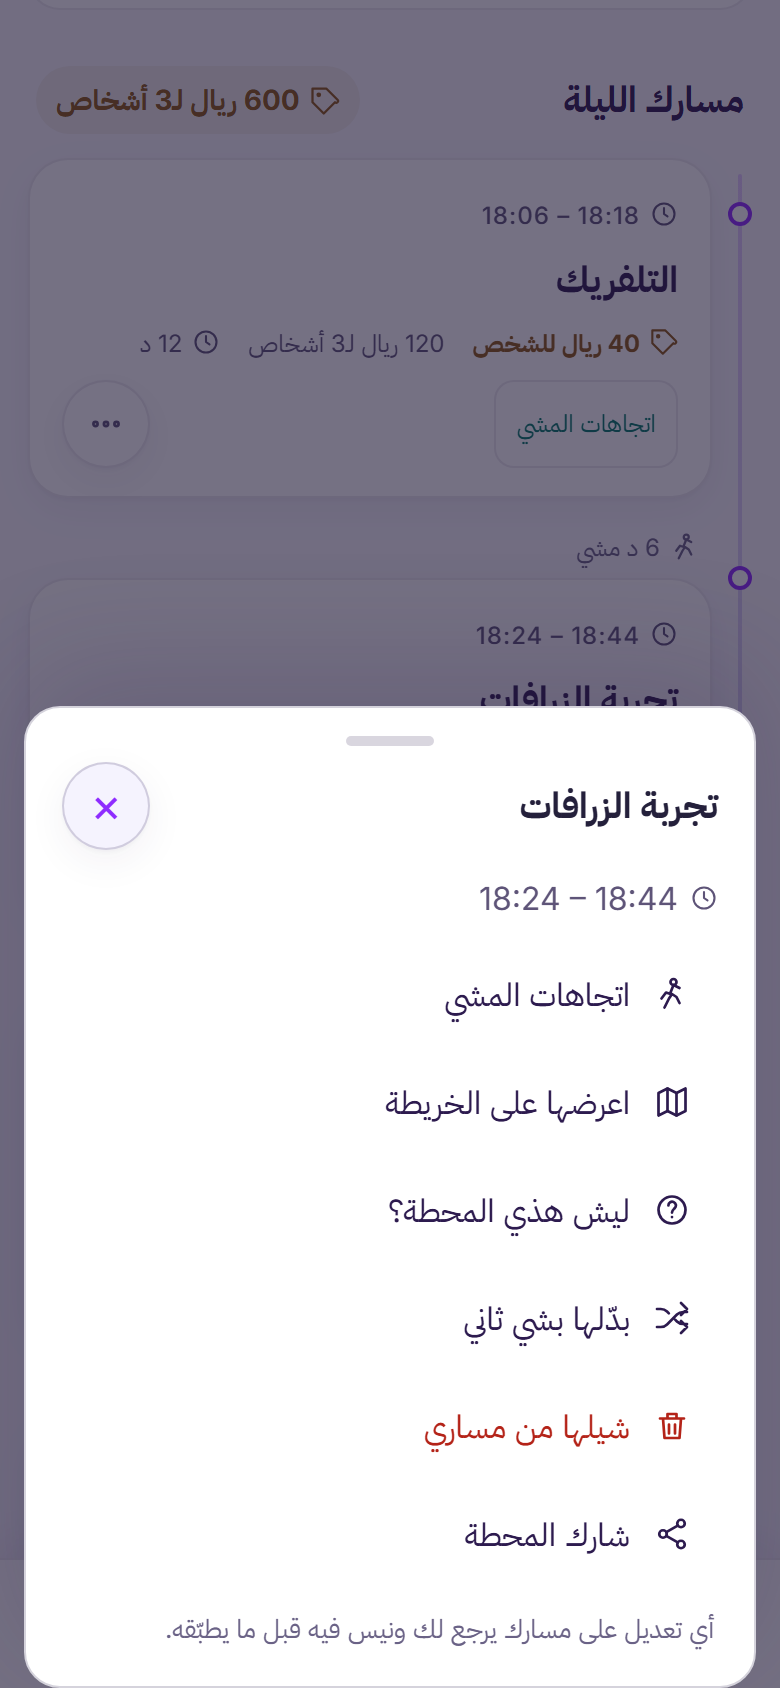 مسارك الليلة
600 ريال لـ3 أشخاص
18:06 – 18:18
التلفريك
40 ريال للشخص 120 ريال لـ3 أشخاص 12 د
اتجاهات المشي
6 د مشي
18:24 – 18:44
تجربة الزرافات
تجربة الزرافات
18:24 – 18:44
اتجاهات المشي
اعرضها على الخريطة
ليش هذي المحطة؟
بدّلها بشي ثاني
شيلها من مساري
شارك المحطة
أي تعديل على مسارك يرجع لك ونيس فيه قبل ما يطبّقه.